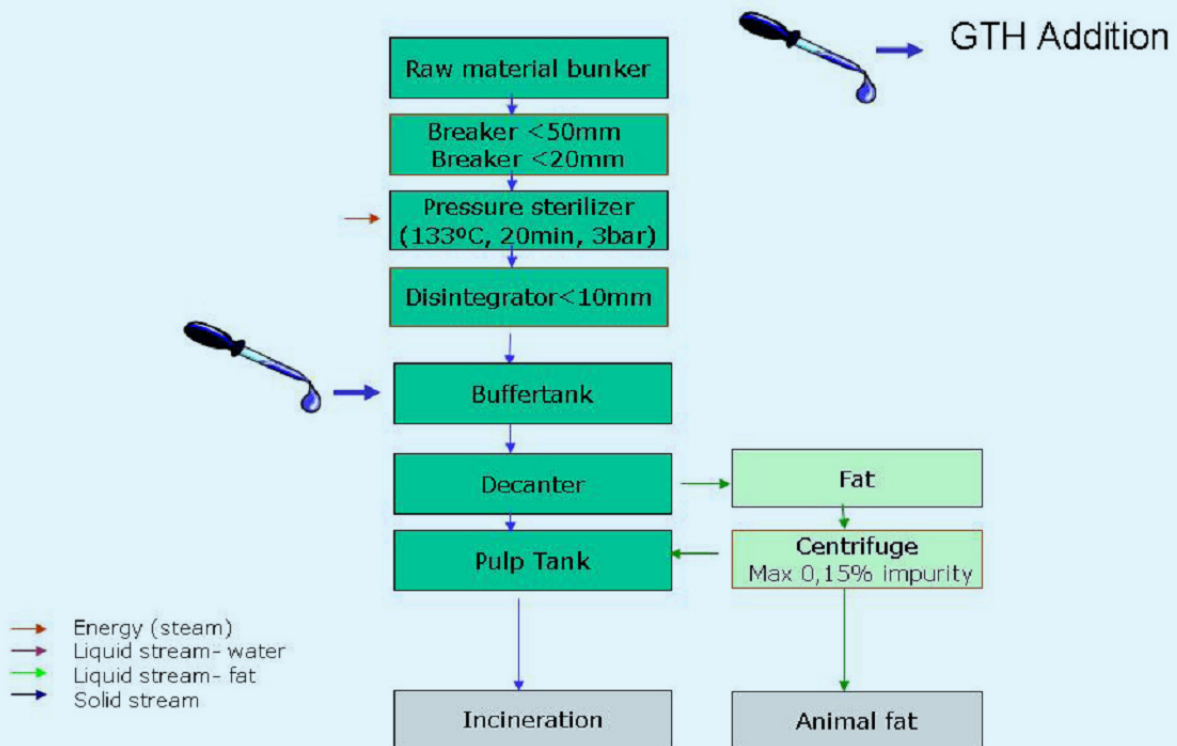 GTH Addition
Raw material bunker
Breaker <50mm
Breaker <20mm
Pressure sterilizer
(133ºC, 20min, 3bar)
Disintegrator<10mm
Buffertank
Decanter
Fat
Pulp Tank
Centrifuge
Max 0,15% impurity
Energy (steam)
Liquid stream- water
Liquid stream- fat
Solid stream
Incineration
Animal fat